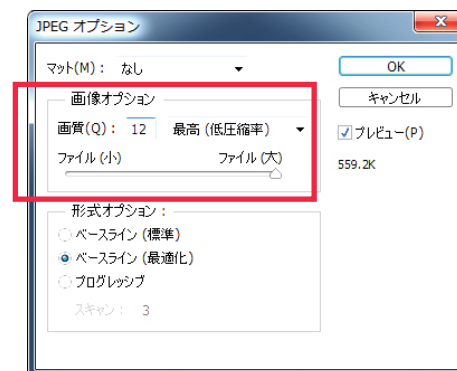 JPEG オプション
マット(M)： なし
OK
画像オプション
キャンセル
画質(Q)： 12 最高 (低圧縮率)
プレビュー(P)
ファイル (小) ファイル (大)
559.2K
形式オプション：
ベースライン (標準)
ベースライン (最適化)
プログレッシブ
スキャン： 3